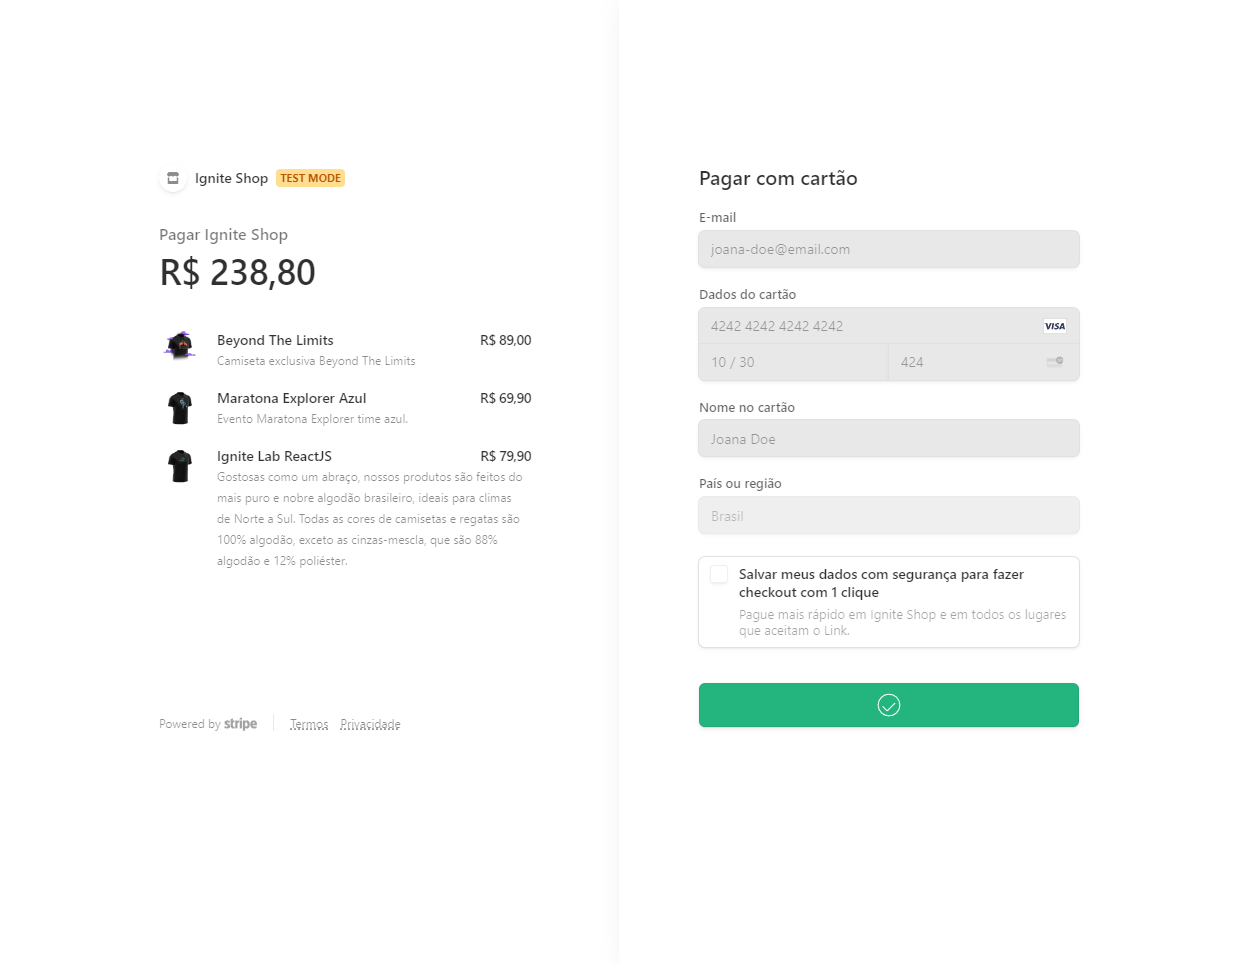 Ignite Shop TEST MODE
Pagar Ignite Shop
R$ 238,80
Beyond The Limits R$ 89,00
Camiseta exclusiva Beyond The Limits
Maratona Explorer Azul R$ 69,90
Evento Maratona Explorer time azul.
Ignite Lab ReactJS R$ 79,90
Gostosas como um abraço, nossos produtos são feitos do
mais puro e nobre algodão brasileiro, ideais para climas
de Norte a Sul. Todas as cores de camisetas e regatas são
100% algodão, exceto as cinzas-mescla, que são 88%
algodão e 12% poliéster.
Powered by stripe Termos Privacidade
Pagar com cartão
E-mail
joana-doe@email.com
Dados do cartão
4242 4242 4242 4242 VISA
10 / 30 424
Nome no cartão
Joana Doe
País ou região
Brasil
Salvar meus dados com segurança para fazer
checkout com 1 clique
Pague mais rápido em Ignite Shop e em todos os lugares
que aceitam o Link.